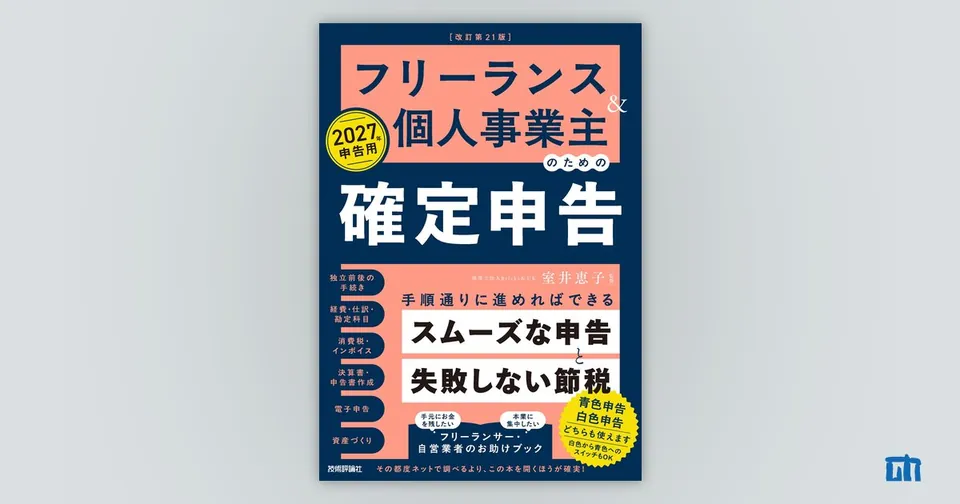 ［改訂第21版］
フリーランス
&
個人事業主
2027年
申告用
のための
確定申告
室井恵子 監修
独立前後の
手続き
経費・仕訳・
勘定科目
消費税・
インボイス
決算書・
申告書作成
電子申告
資産づくり
手順通りに進めればできる
スムーズな申告
と
失敗しない節税
青色申告
白色申告
どちらも使えます
白色から青色への
スイッチもOK
手元にお金
を残したい
本業に
集中したい
フリーランサー・
自営業者のお助けブック
技術評論社
その都度ネットで調べるより、この本を開くほうが確実！